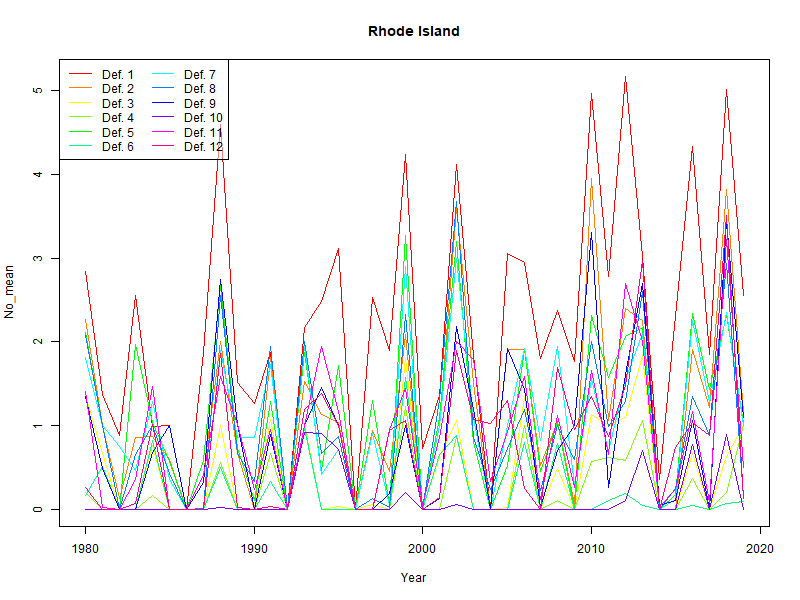 Rhode Island
Def. 1 Def. 7
Def. 2 Def. 8
Def. 3 Def. 9
Def. 4 Def. 10
Def. 5 Def. 11
Def. 6 Def. 12
5
4
3
2
1
0
No_mean
1980 1990 2000 2010 2020
Year